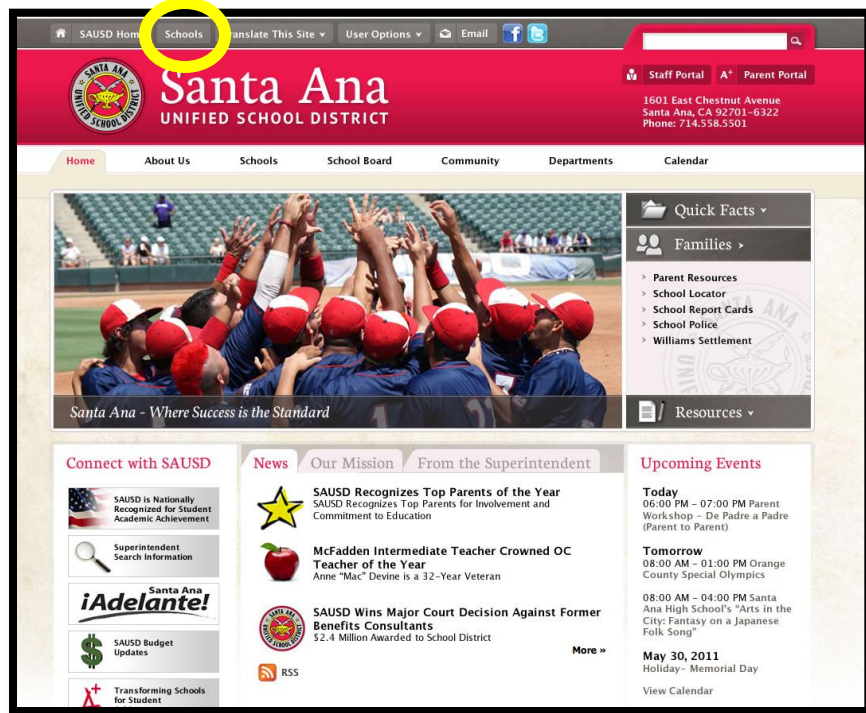 SAUSD Home Schools Translate This Site User Options Email
Staff Portal A+ Parent Portal
Santa Ana
UNIFIED SCHOOL DISTRICT
SANTA ANA
UNIFIED SCHOOL DISTRICT
1601 East Chestnut Avenue
Santa Ana, CA 92701-6322
Phone: 714.558.5501
Home About Us Schools School Board Community Departments Calendar
Quick Facts
Families
Parent Resources
School Locator
School Report Cards
School Police
Williams Settlement
Resources
Santa Ana - Where Success is the Standard
Connect with SAUSD
SAUSD is Nationally
Recognized for Student
Academic Achievement
Superintendent
Search Information
Santa Ana
¡Adelante!
SAUSD Budget
Updates
Transforming Schools
for Student
News Our Mission From the Superintendent
SAUSD Recognizes Top Parents of the Year
SAUSD Recognizes Top Parents for Involvement and
Commitment to Education
McFadden Intermediate Teacher Crowned OC
Teacher of the Year
Anne "Mac" Devine is a 32-Year Veteran
SAUSD Wins Major Court Decision Against Former
Benefits Consultants
$2.4 Million Awarded to School District
More »
RSS
Upcoming Events
Today
06:00 PM - 07:00 PM Parent
Workshop - De Padre a Padre
(Parent to Parent)
Tomorrow
08:00 AM - 01:00 PM Orange
County Special Olympics
08:00 AM - 04:00 PM Santa
Ana High School's "Arts in the
City: Fantasy on a Japanese
Folk Song"
May 30, 2011
Holiday- Memorial Day
View Calendar